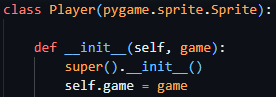 class Player(pygame.sprite.Sprite):
    def __init__(self, game):
        super().__init__()
        self.game = game